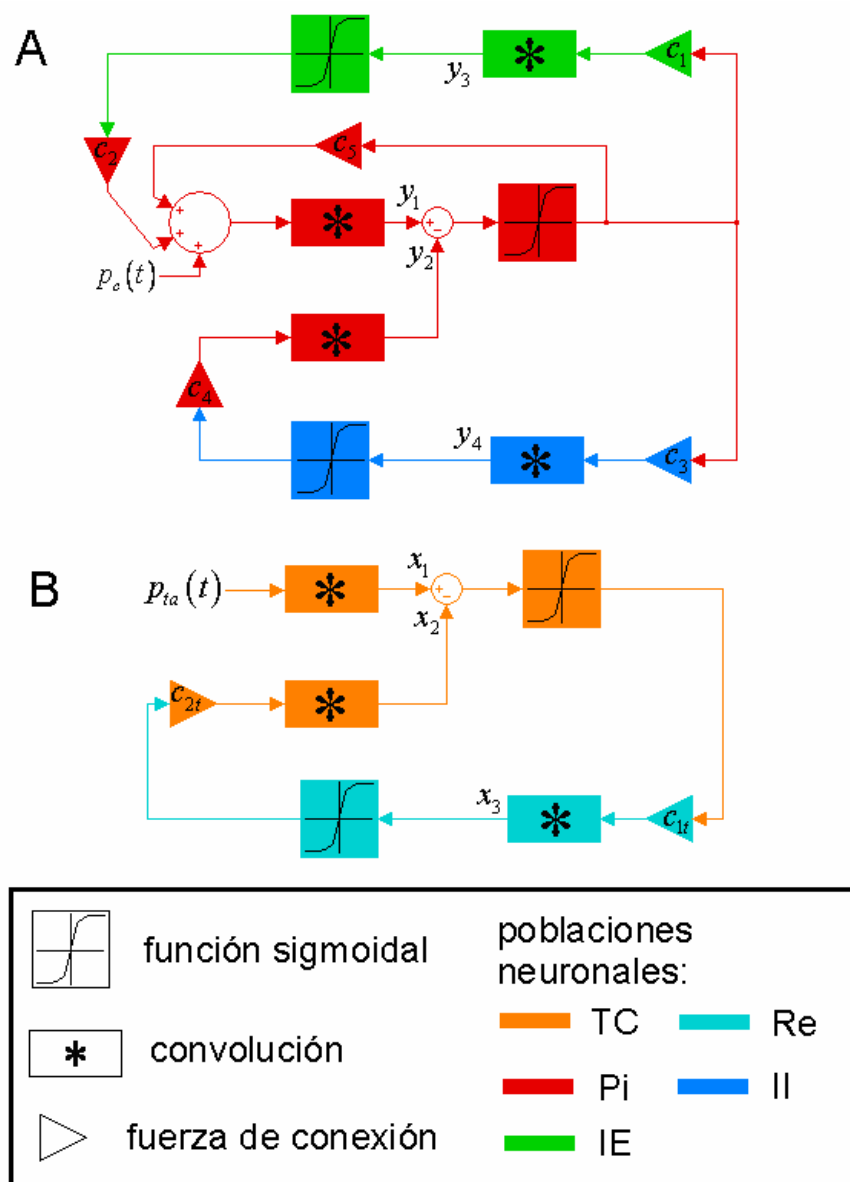 A
c₁
y₃
c₂
c₅
y₁
y₂
+
+
+
+
−
pₑ(t)
c₄
y₄
c₃
B
pₜₐ(t)
x₁
x₂
+
−
c₂ₜ
x₃
c₁ₜ
función sigmoidal
convolución
fuerza de conexión
poblaciones
neuronales:
TC
Re
Pi
II
IE